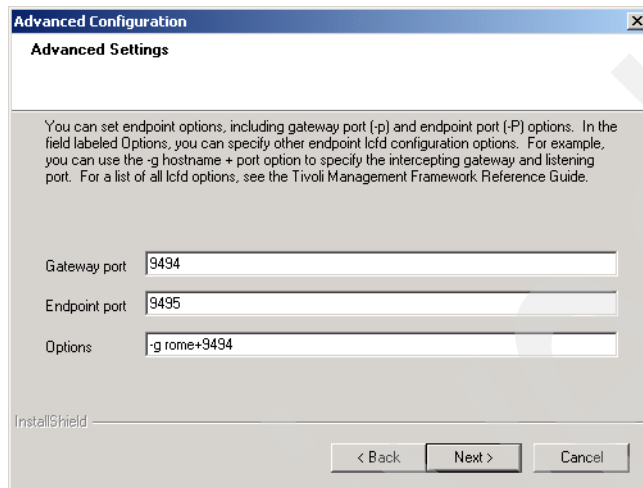 Advanced Configuration
Advanced Settings
You can set endpoint options, including gateway port (-p) and endpoint port (-P) options. In the
field labeled Options, you can specify other endpoint lcfd configuration options. For example,
you can use the -g hostname + port option to specify the intercepting gateway and listening
port. For a list of all lcfd options, see the Tivoli Management Framework Reference Guide.
Gateway port 9494
Endpoint port 9495
Options -g rome+9494
InstallShield
< Back Next > Cancel